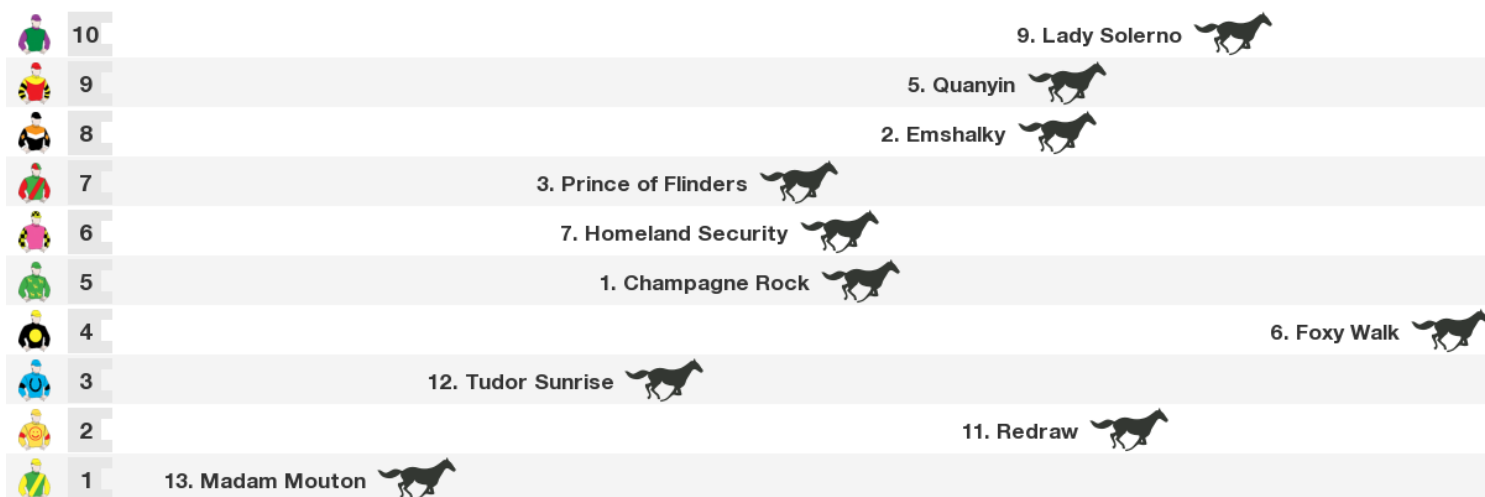 10 9. Lady Solerno
9 5. Quanyin
8 2. Emshalky
7 3. Prince of Flinders
6 7. Homeland Security
5 1. Champagne Rock
4 6. Foxy Walk
3 12. Tudor Sunrise
2 11. Redraw
1 13. Madam Mouton